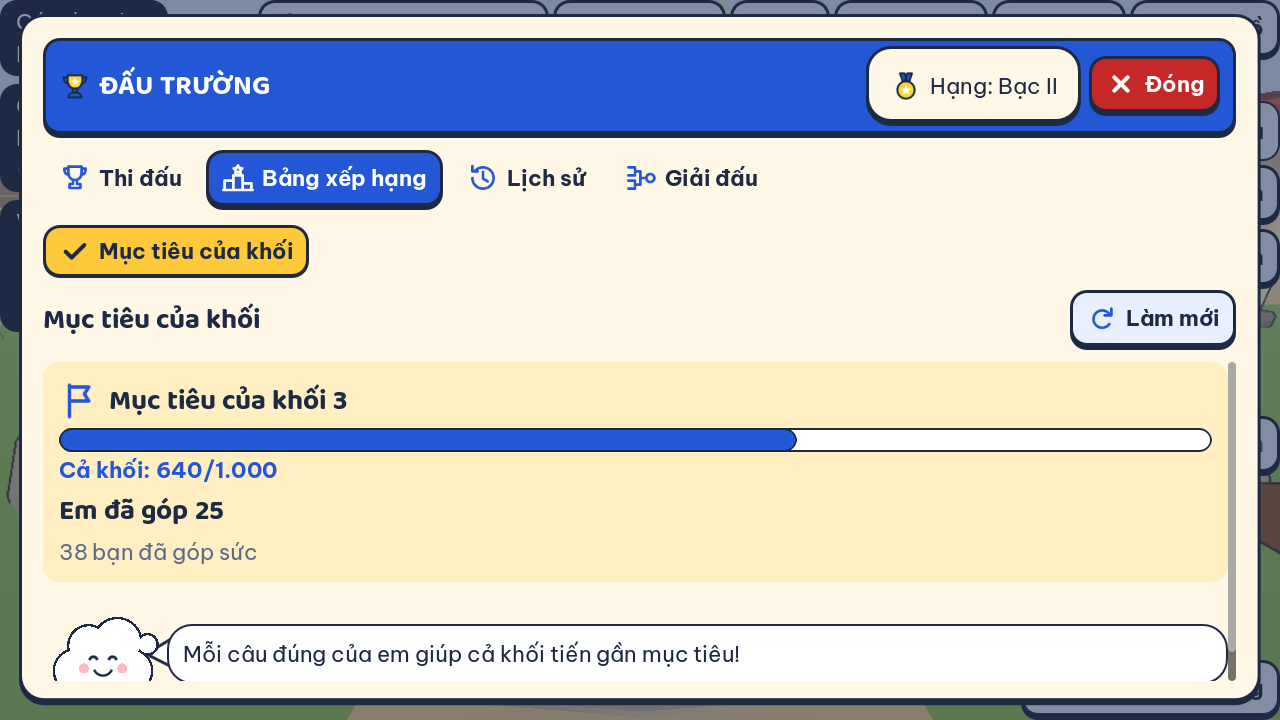 ĐẤU TRƯỜNG
Hạng: Bạc II
Đóng
Thi đấu
Bảng xếp hạng
Lịch sử
Giải đấu
Mục tiêu của khối
Mục tiêu của khối
Làm mới
Mục tiêu của khối 3
Cả khối: 640/1.000
Em đã góp 25
38 bạn đã góp sức
Mỗi câu đúng của em giúp cả khối tiến gần mục tiêu!